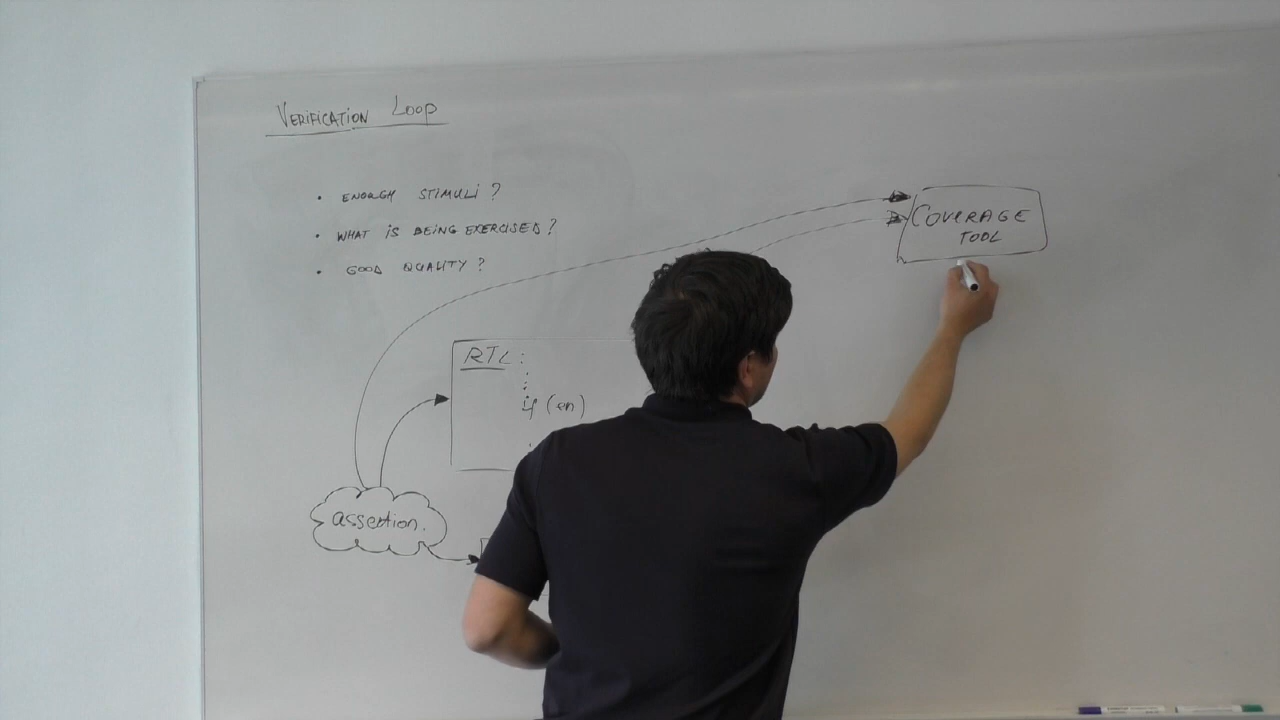 VERIFICATION LOOP
• ENOUGH STIMULI ?
• WHAT IS BEING EXERCISED ?
• GOOD QUALITY ?
COVERAGE
TOOL
RTL :
if (en)
assertion.